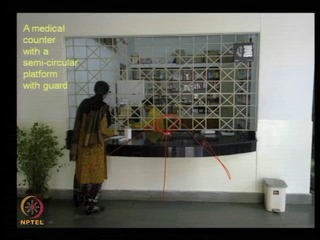 A medical
counter
with a
semi-circular
platform
with guard
NPTEL